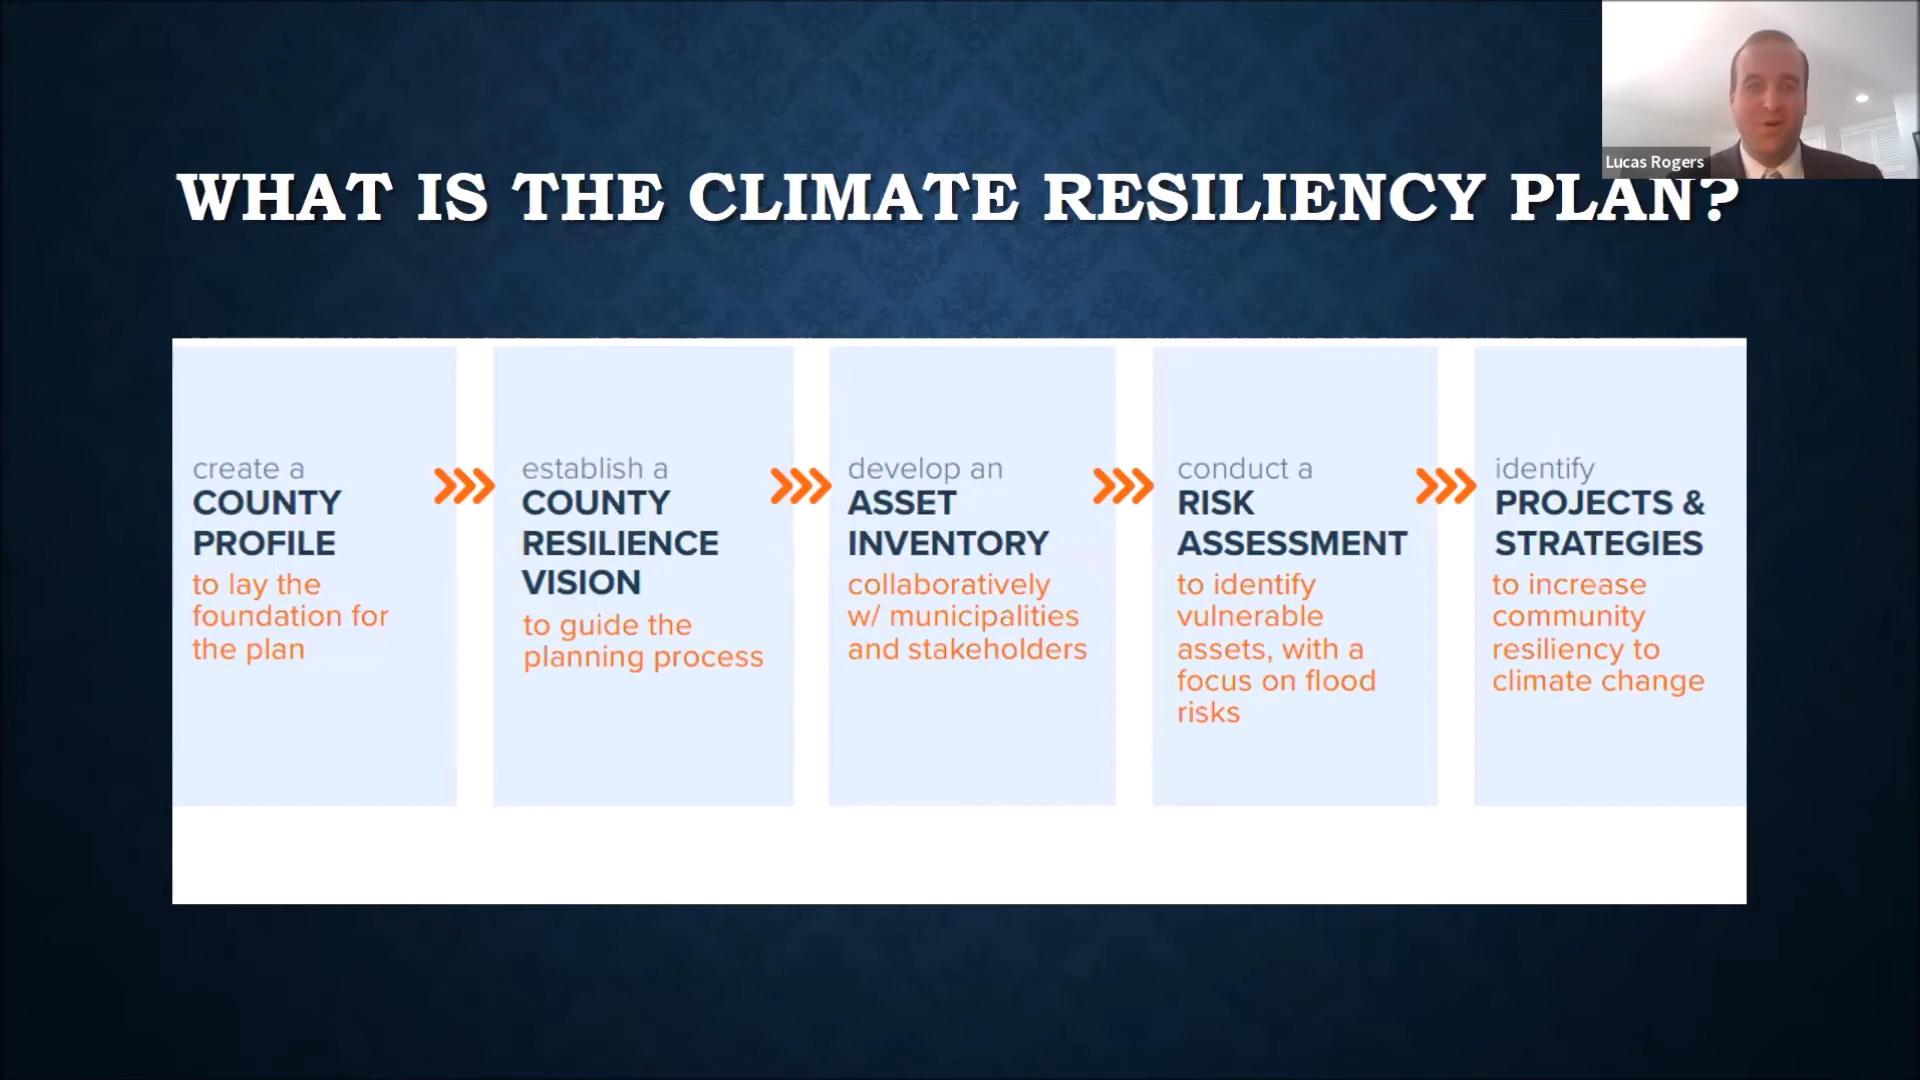 Lucas Rogers
WHAT IS THE CLIMATE RESILIENCY PLAN?
create a
COUNTY
PROFILE
to lay the
foundation for
the plan
establish a
COUNTY
RESILIENCE
VISION
to guide the
planning process
develop an
ASSET
INVENTORY
collaboratively
w/ municipalities
and stakeholders
conduct a
RISK
ASSESSMENT
to identify
vulnerable
assets, with a
focus on flood
risks
identify
PROJECTS &
STRATEGIES
to increase
community
resiliency to
climate change